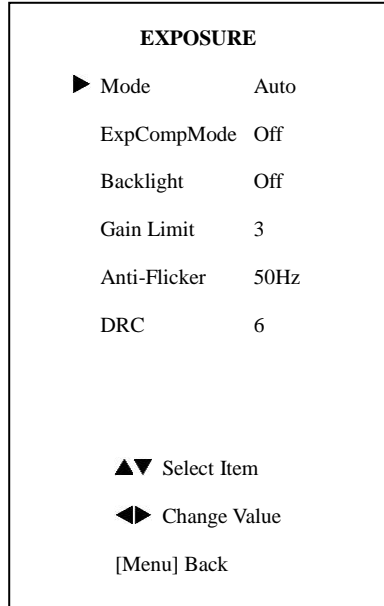 EXPOSURE
▶ Mode Auto
ExpCompMode Off
Backlight Off
Gain Limit 3
Anti-Flicker 50Hz
DRC 6
▲▼ Select Item
◀▶ Change Value
[Menu] Back